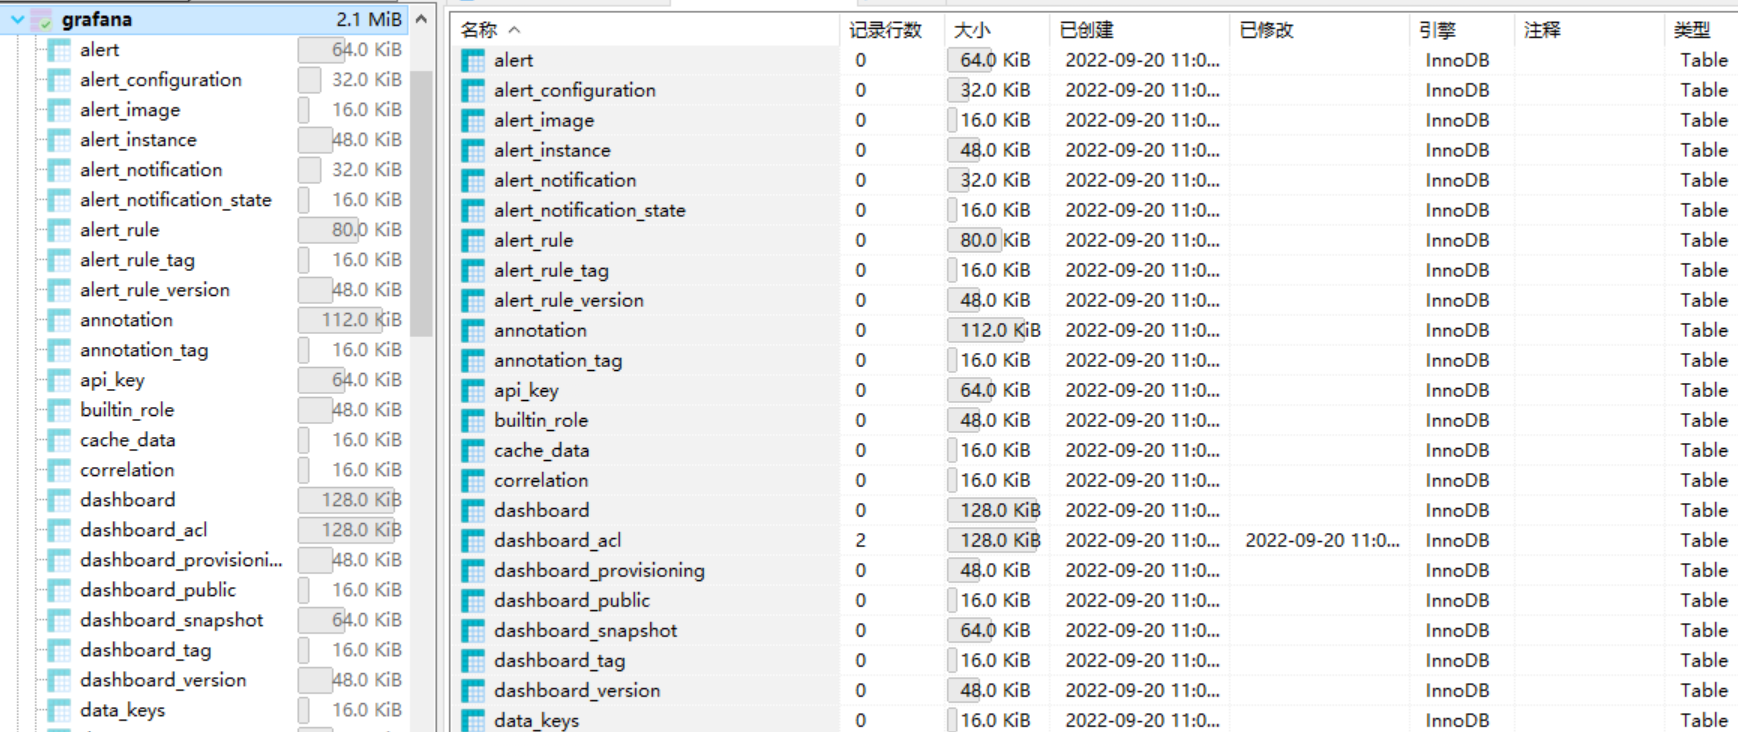 grafana 2.1 MiB
alert 64.0 KiB
alert_configuration 32.0 KiB
alert_image 16.0 KiB
alert_instance 48.0 KiB
alert_notification 32.0 KiB
alert_notification_state 16.0 KiB
alert_rule 80.0 KiB
alert_rule_tag 16.0 KiB
alert_rule_version 48.0 KiB
annotation 112.0 KiB
annotation_tag 16.0 KiB
api_key 64.0 KiB
builtin_role 48.0 KiB
cache_data 16.0 KiB
correlation 16.0 KiB
dashboard 128.0 KiB
dashboard_acl 128.0 KiB
dashboard_provisioni... 48.0 KiB
dashboard_public 16.0 KiB
dashboard_snapshot 64.0 KiB
dashboard_tag 16.0 KiB
dashboard_version 48.0 KiB
data_keys 16.0 KiB
名称 记录行数 大小 已创建 已修改 引擎 注释 类型
alert 0 64.0 KiB 2022-09-20 11:0... InnoDB Table
alert_configuration 0 32.0 KiB 2022-09-20 11:0... InnoDB Table
alert_image 0 16.0 KiB 2022-09-20 11:0... InnoDB Table
alert_instance 0 48.0 KiB 2022-09-20 11:0... InnoDB Table
alert_notification 0 32.0 KiB 2022-09-20 11:0... InnoDB Table
alert_notification_state 0 16.0 KiB 2022-09-20 11:0... InnoDB Table
alert_rule 0 80.0 KiB 2022-09-20 11:0... InnoDB Table
alert_rule_tag 0 16.0 KiB 2022-09-20 11:0... InnoDB Table
alert_rule_version 0 48.0 KiB 2022-09-20 11:0... InnoDB Table
annotation 0 112.0 KiB 2022-09-20 11:0... InnoDB Table
annotation_tag 0 16.0 KiB 2022-09-20 11:0... InnoDB Table
api_key 0 64.0 KiB 2022-09-20 11:0... InnoDB Table
builtin_role 0 48.0 KiB 2022-09-20 11:0... InnoDB Table
cache_data 0 16.0 KiB 2022-09-20 11:0... InnoDB Table
correlation 0 16.0 KiB 2022-09-20 11:0... InnoDB Table
dashboard 0 128.0 KiB 2022-09-20 11:0... InnoDB Table
dashboard_acl 2 128.0 KiB 2022-09-20 11:0... 2022-09-20 11:0... InnoDB Table
dashboard_provisioning 0 48.0 KiB 2022-09-20 11:0... InnoDB Table
dashboard_public 0 16.0 KiB 2022-09-20 11:0... InnoDB Table
dashboard_snapshot 0 64.0 KiB 2022-09-20 11:0... InnoDB Table
dashboard_tag 0 16.0 KiB 2022-09-20 11:0... InnoDB Table
dashboard_version 0 48.0 KiB 2022-09-20 11:0... InnoDB Table
data_keys 0 16.0 KiB 2022-09-20 11:0... InnoDB Table